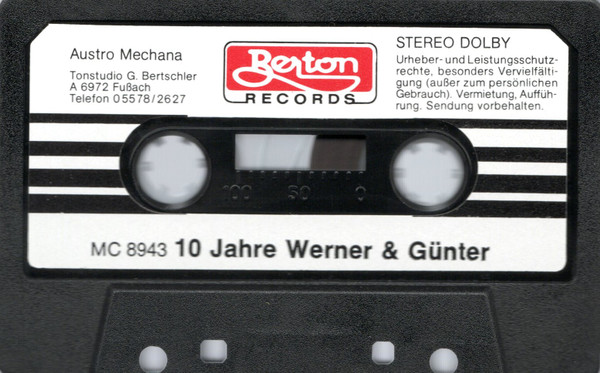 Austro Mechana
Tonstudio G. Bertschler
A 6972 Fußach
Telefon 05578/2627
Berton
RECORDS
STEREO DOLBY
Urheber- und Leistungsschutz-
rechte, besonders Vervielfälti-
gung (außer zum persönlichen
Gebrauch). Vermietung, Auffüh-
rung. Sendung vorbehalten.
100 50 0
MC 8943 10 Jahre Werner & Günter